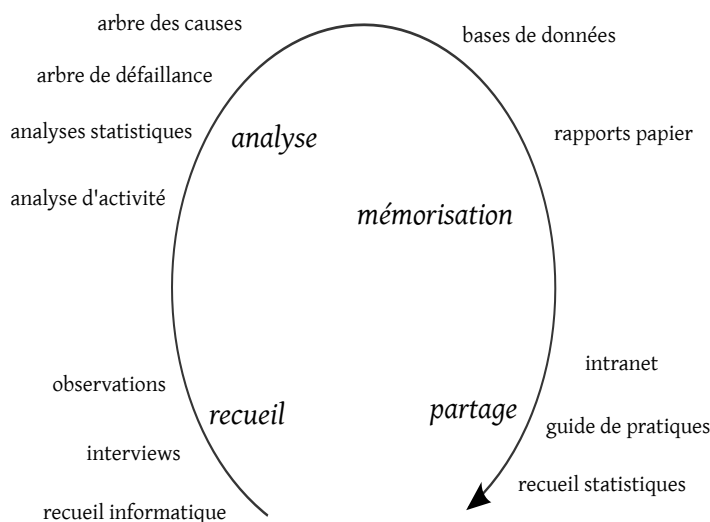 arbre des causes
bases de données
arbre de défaillance
analyses statistiques
analyse
rapports papier
analyse d'activité
mémorisation
intranet
observations
recueil
partage
guide de pratiques
interviews
recueil statistiques
recueil informatique